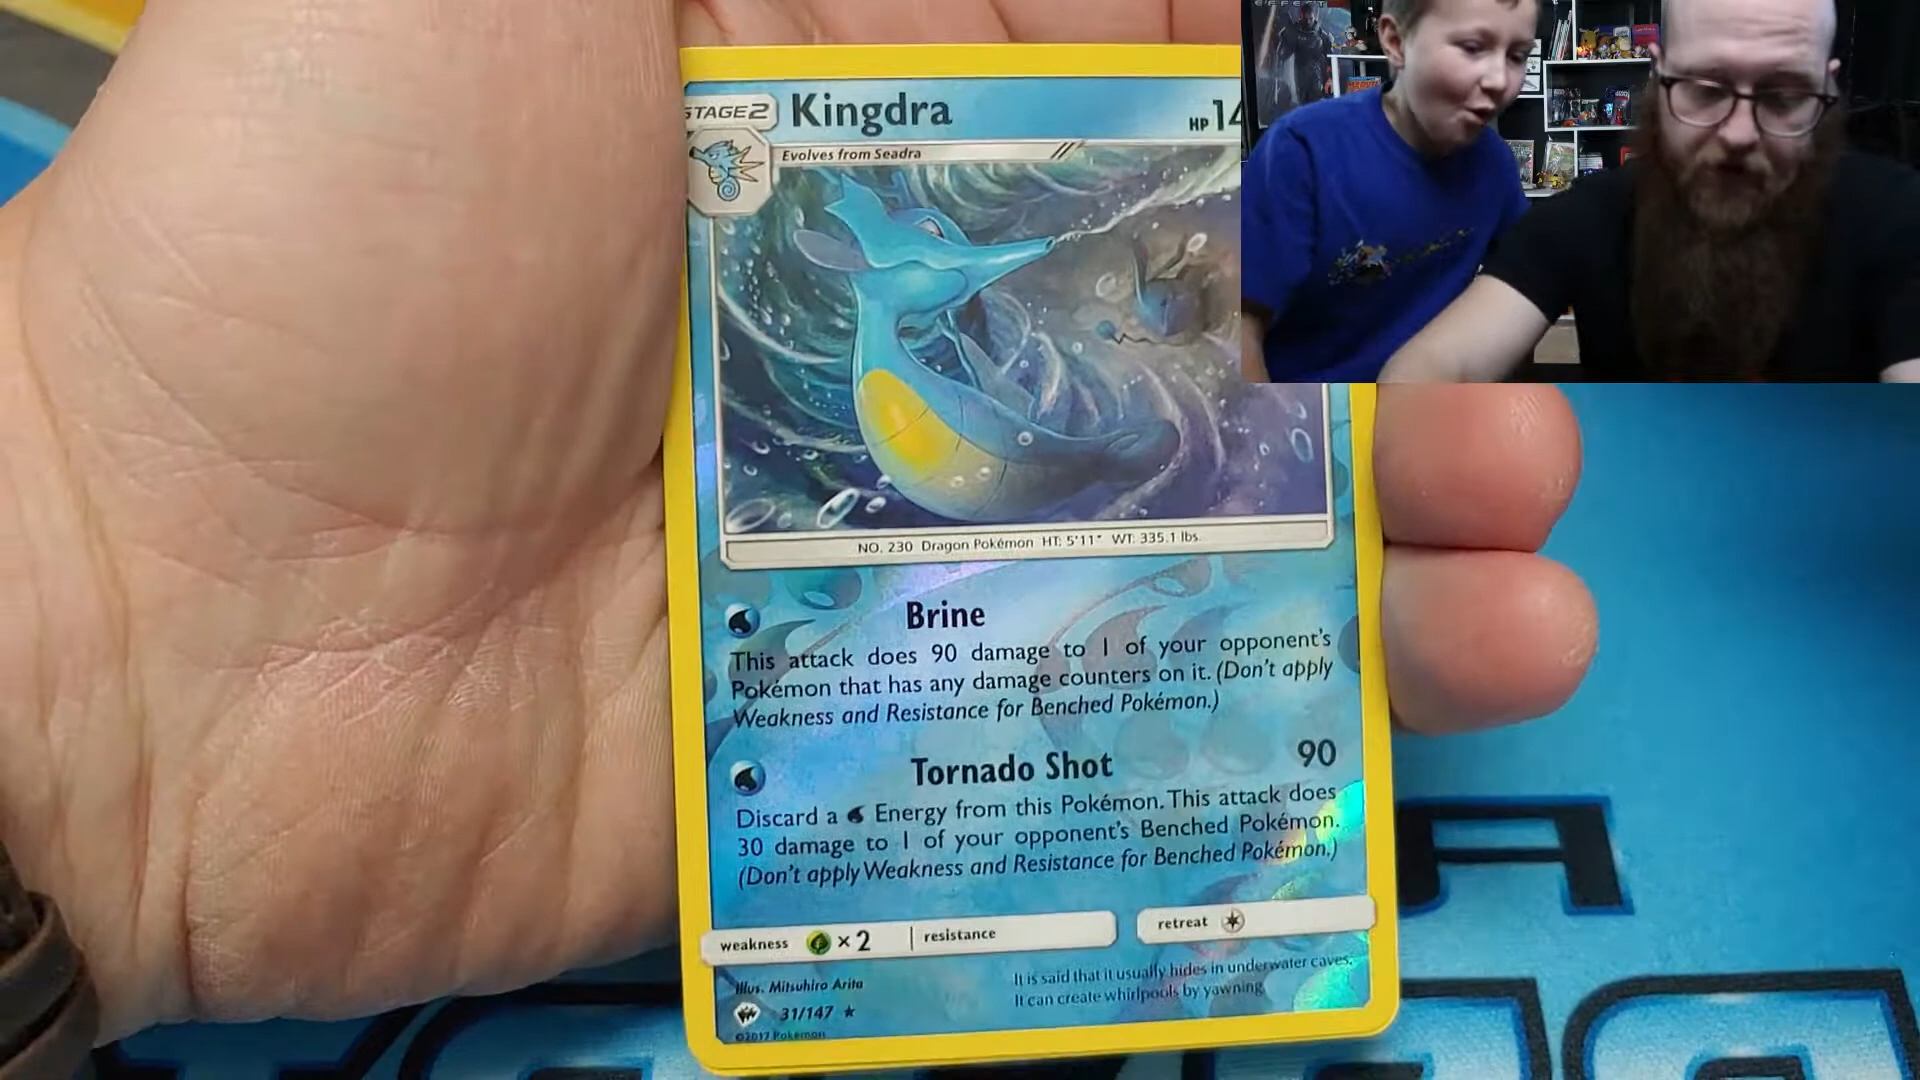 STAGE2 Kingdra HP 14
Evolves from Seadra
NO. 230 Dragon Pokémon HT: 5'11" WT: 335.1 lbs.
Brine
This attack does 90 damage to 1 of your opponent's
Pokémon that has any damage counters on it. (Don't apply
Weakness and Resistance for Benched Pokémon.)
Tornado Shot 90
Discard a Energy from this Pokémon. This attack does
30 damage to 1 of your opponent's Benched Pokémon.
(Don't apply Weakness and Resistance for Benched Pokémon.)
weakness ×2 resistance retreat
Illus. Mitsuhiro Arita
It is said that it usually hides in underwater caves.
It can create whirlpools by yawning.
31/147 ★
©2017 Pokémon